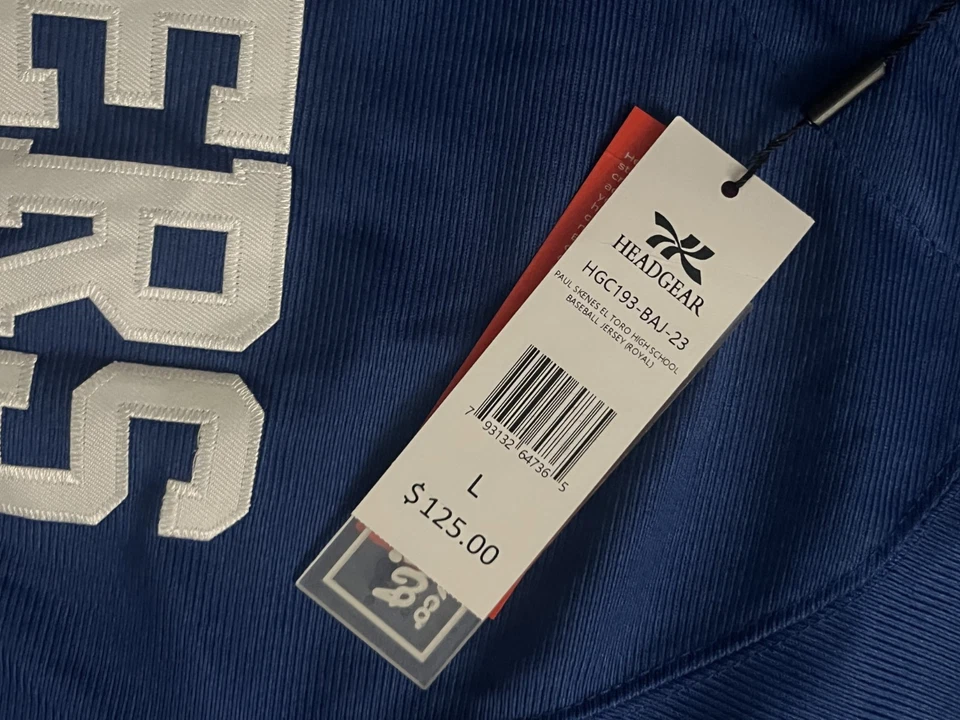 ERS
HEADGEAR
HGC193-BAJ-23
PAUL SKENES EL TORO HIGH SCHOOL
BASEBALL JERSEY (ROYAL)
7 93132 64736 5
L
$125.00